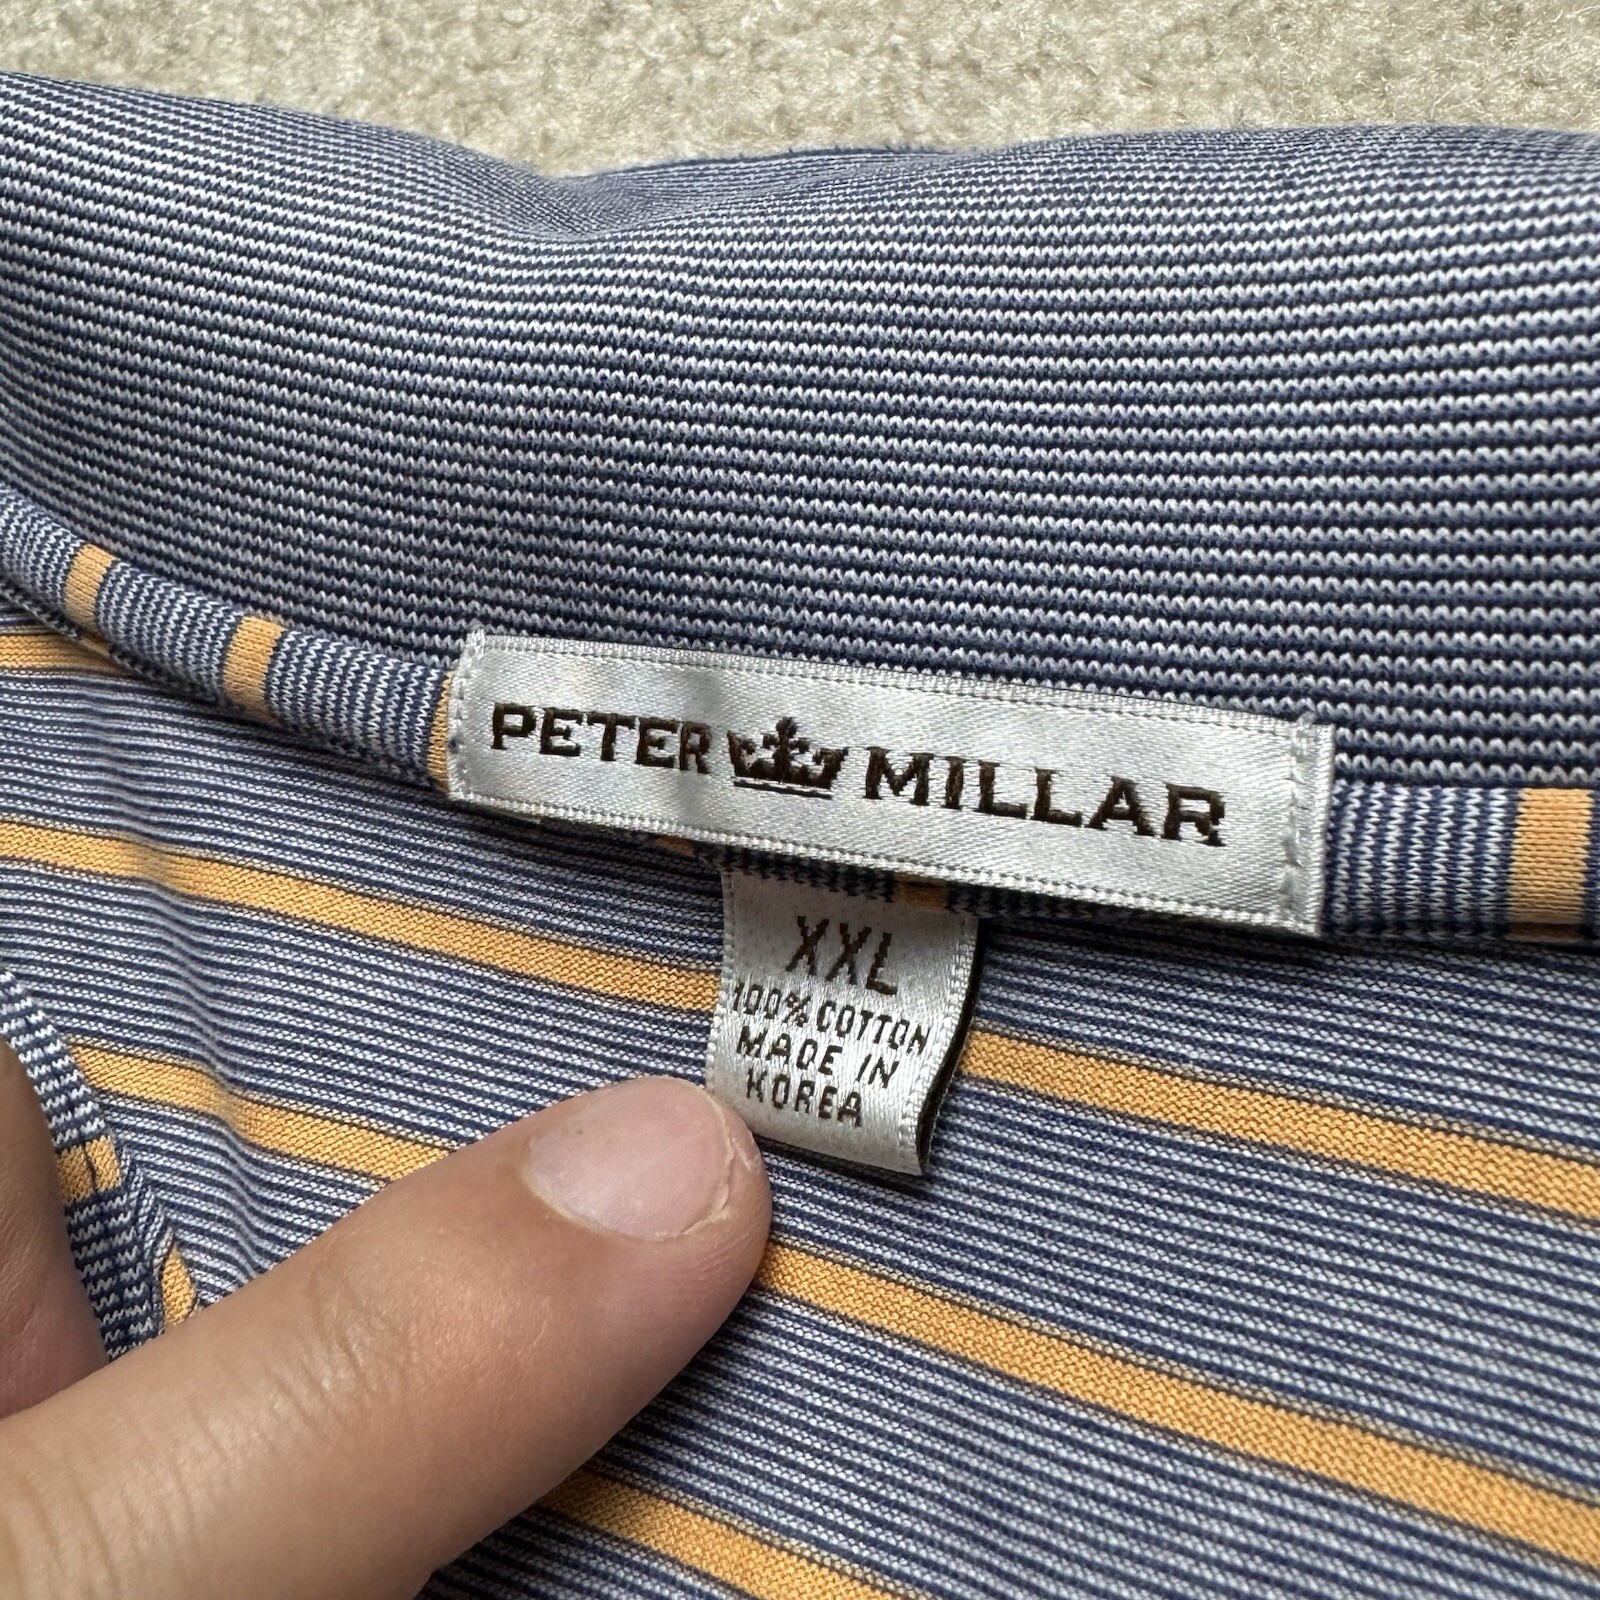 PETER MILLAR
XXL
100% COTTON
MADE IN
KOREA